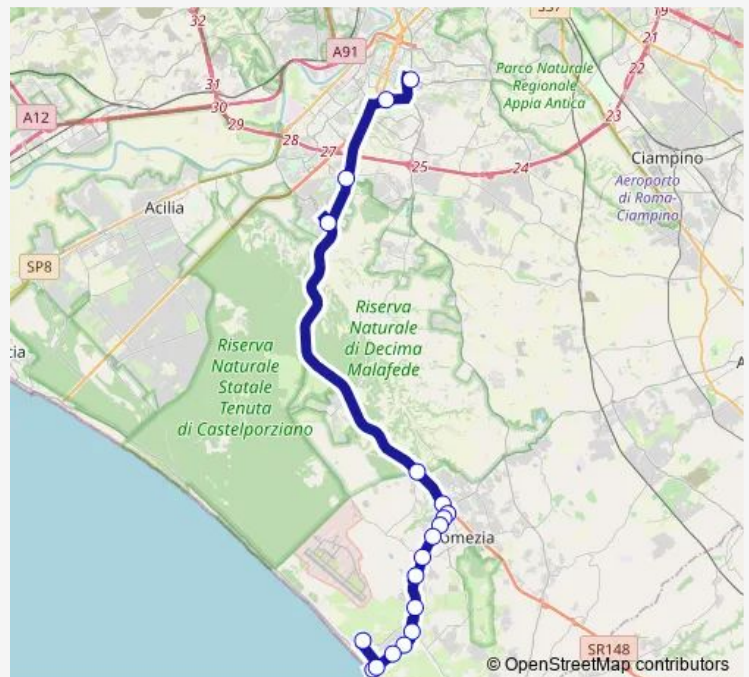 32
A91
19
21
22
Parco Naturale
Regionale
Appia Antica
31
30
A12
29
28
27
25
24
23
Ciampino
Aeroporto
di Roma-
Ciampino
Acilia
SP8
Riserva
Naturale
di Decima
Malafede
Riserva
Naturale
Statale
Tenuta
di Castelporziano
cia
A
omezia
SR148
© OpenStreetMap contributors